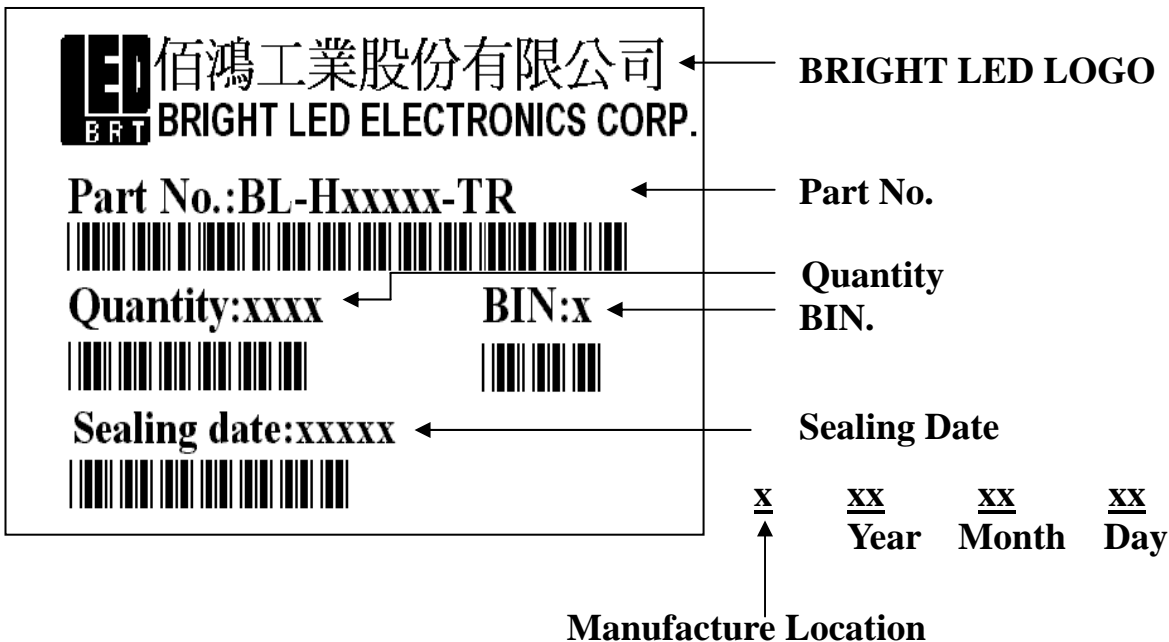 LED 佰鴻工業股份有限公司
BRT BRIGHT LED ELECTRONICS CORP.
BRIGHT LED LOGO
Part No.:BL-Hxxxxx-TR
Part No.
Quantity:xxxx
Quantity
BIN:x
BIN.
Sealing date:xxxxx
Sealing Date
x xx xx xx
Year Month Day
Manufacture Location